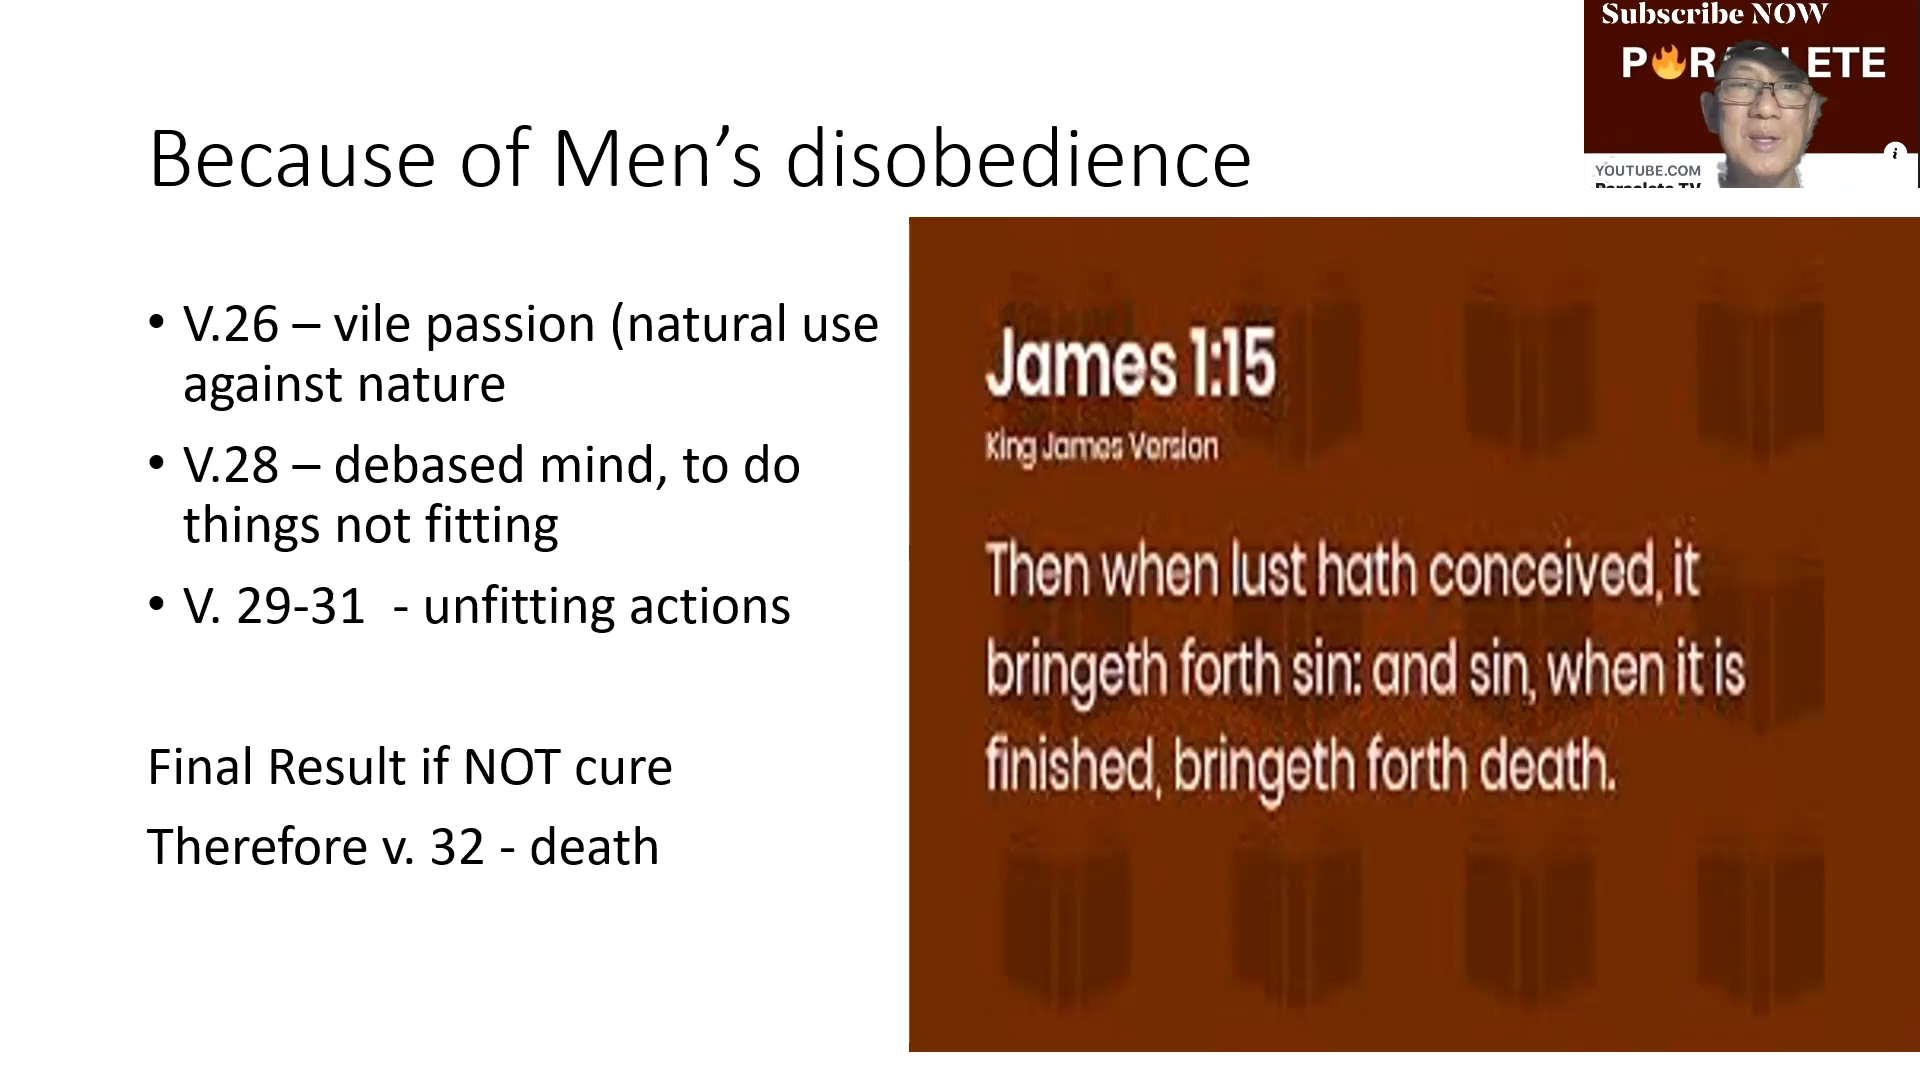 Subscribe NOW
YOUTUBE.COM
Because of Men’s disobedience
• V.26 – vile passion (natural use
against nature
• V.28 – debased mind, to do
things not fitting
• V. 29-31  - unfitting actions
Final Result if NOT cure
Therefore v. 32 - death
James 1:15
King James Version
Then when lust hath conceived, it
bringeth forth sin: and sin, when it is
finished, bringeth forth death.